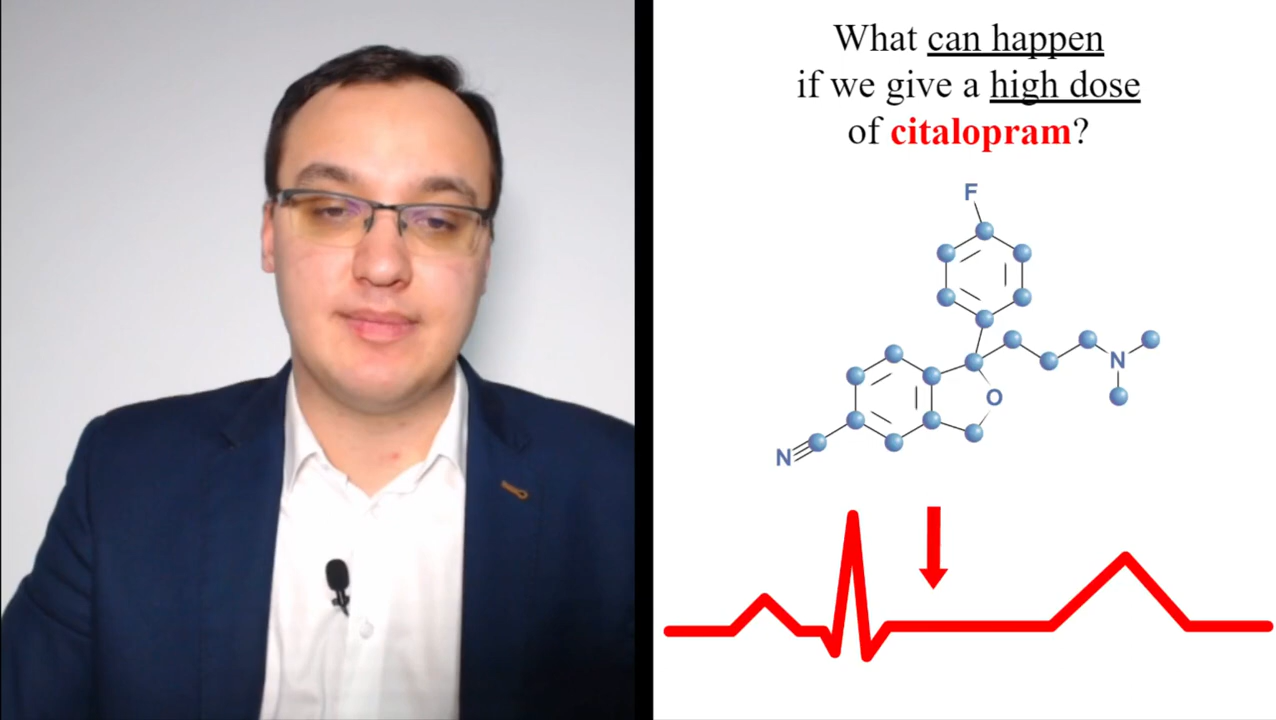 What can happen
if we give a high dose
of citalopram?
F
N
O
N